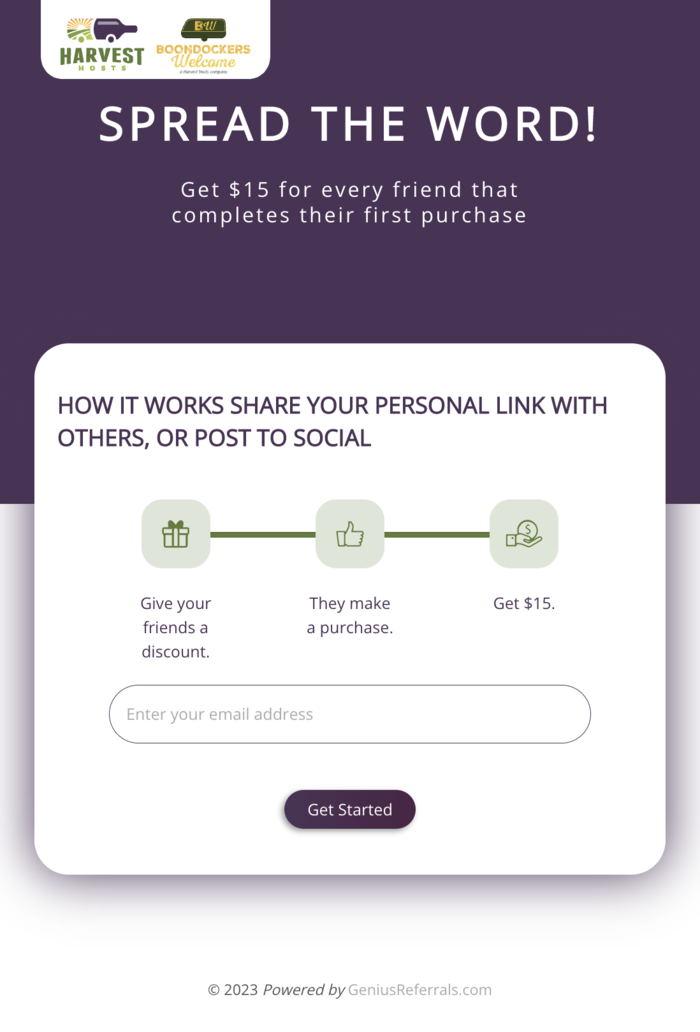 HARVEST
HOSTS
BW
BOONDOCKERS
Welcome
a Harvest Hosts company
SPREAD THE WORD!
Get $15 for every friend that
completes their first purchase
HOW IT WORKS SHARE YOUR PERSONAL LINK WITH
OTHERS, OR POST TO SOCIAL
$
Give your
friends a
discount.
They make
a purchase.
Get $15.
Enter your email address
Get Started
© 2023 Powered by GeniusReferrals.com